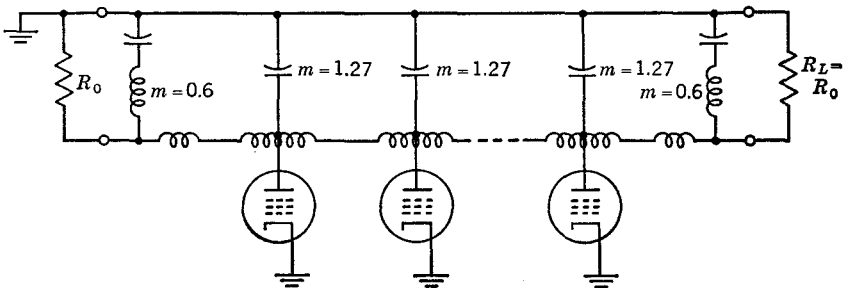 R₀
m = 0.6
m = 1.27
m = 1.27
m = 1.27
m = 0.6
R_L =
R₀